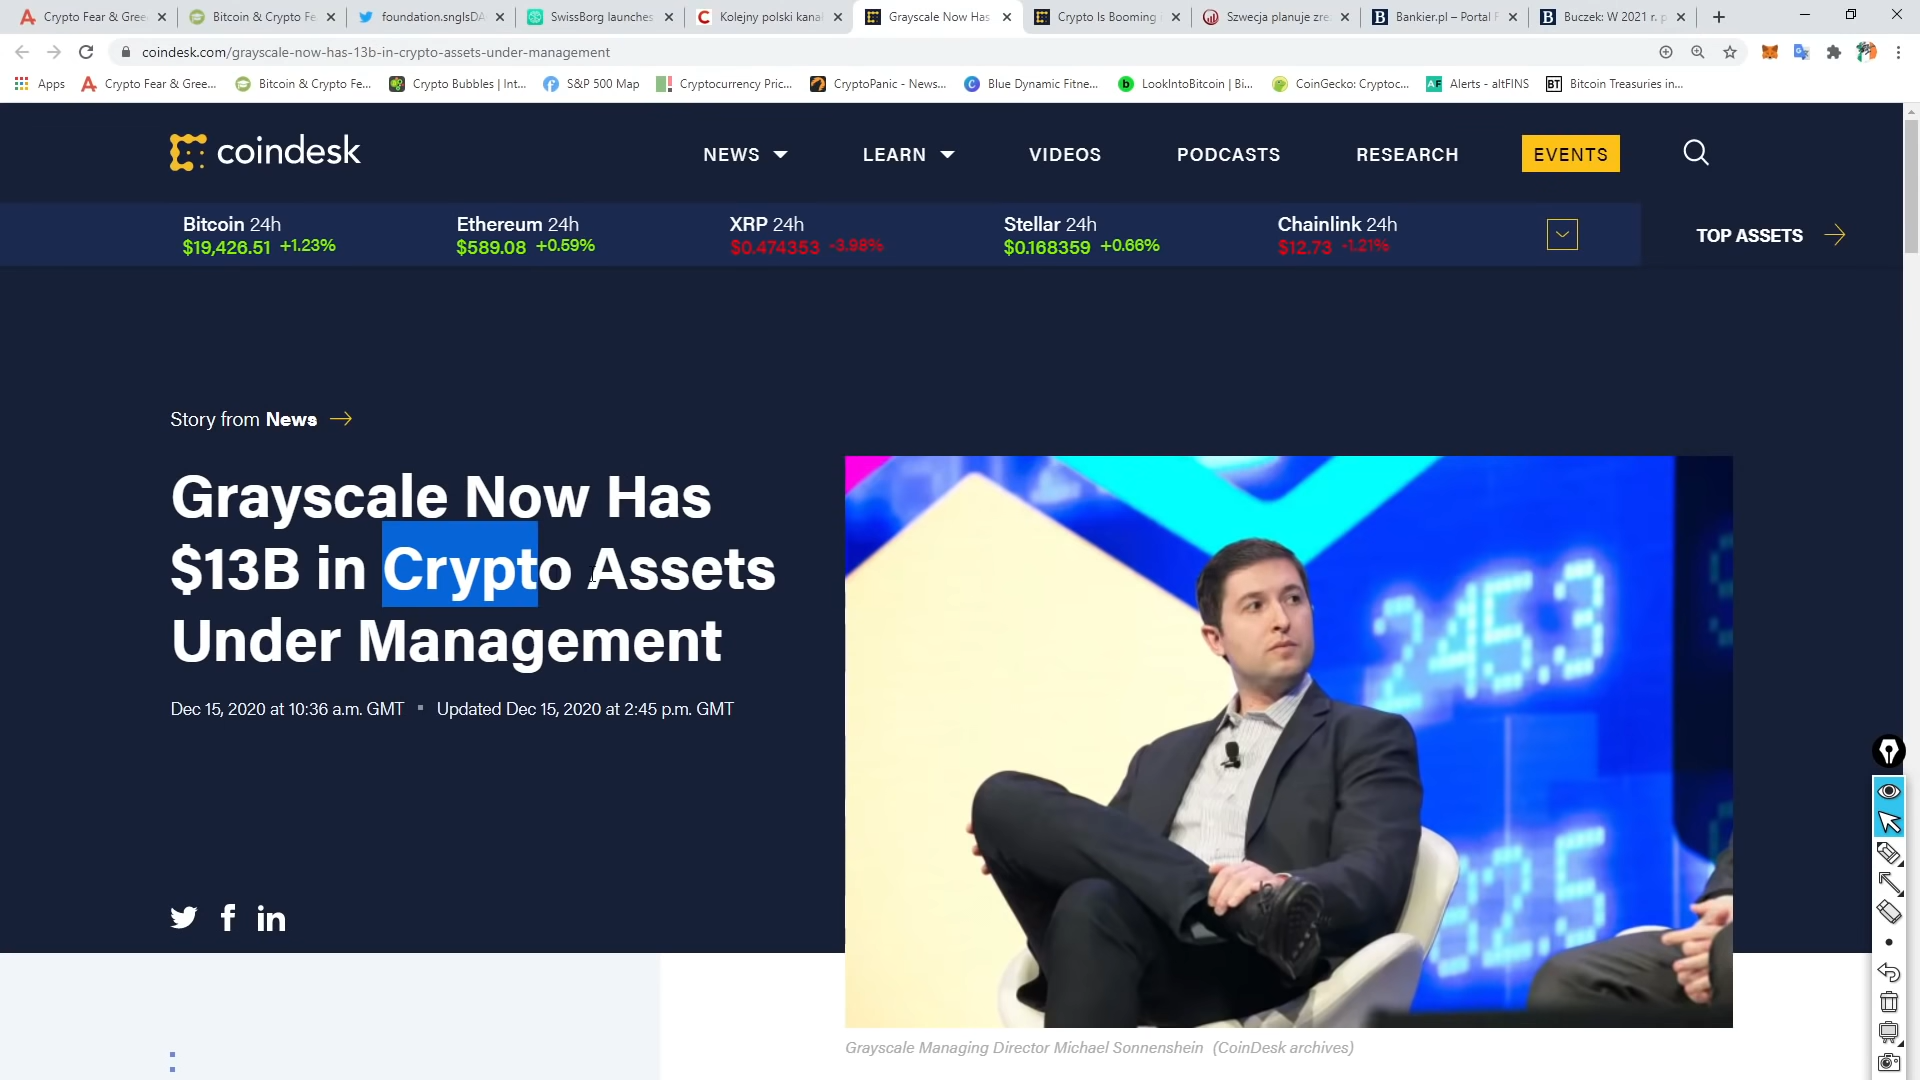 Crypto Fear & Gree
Bitcoin & Crypto Fe
foundation.sngIsDA
SwissBorg launches
Kolejny polski kana
Grayscale Now Has
Crypto Is Booming
Szwecja planuje zre
Bankier.pl – Portal F
Buczek: W 2021 r. p
coindesk.com/grayscale-now-has-13b-in-crypto-assets-under-management
Apps
Crypto Fear & Gree...
Bitcoin & Crypto Fe...
Crypto Bubbles | Int...
S&P 500 Map
Cryptocurrency Pric...
CryptoPanic - News...
Blue Dynamic Fitne...
LookIntoBitcoin | Bi...
CoinGecko: Cryptoc...
Alerts - altFINS
Bitcoin Treasuries in...
coindesk
NEWS
LEARN
VIDEOS
PODCASTS
RESEARCH
EVENTS
Bitcoin 24h
$19,426.51 +1.23%
Ethereum 24h
$589.08 +0.59%
XRP 24h
$0.474353 -3.98%
Stellar 24h
$0.168359 +0.66%
Chainlink 24h
$12.73 -1.21%
TOP ASSETS
Story from News
Grayscale Now Has
$13B in Crypto Assets
Under Management
Dec 15, 2020 at 10:36 a.m. GMT
Updated Dec 15, 2020 at 2:45 p.m. GMT
245.3
82.5
Grayscale Managing Director Michael Sonnenshein (CoinDesk archives)